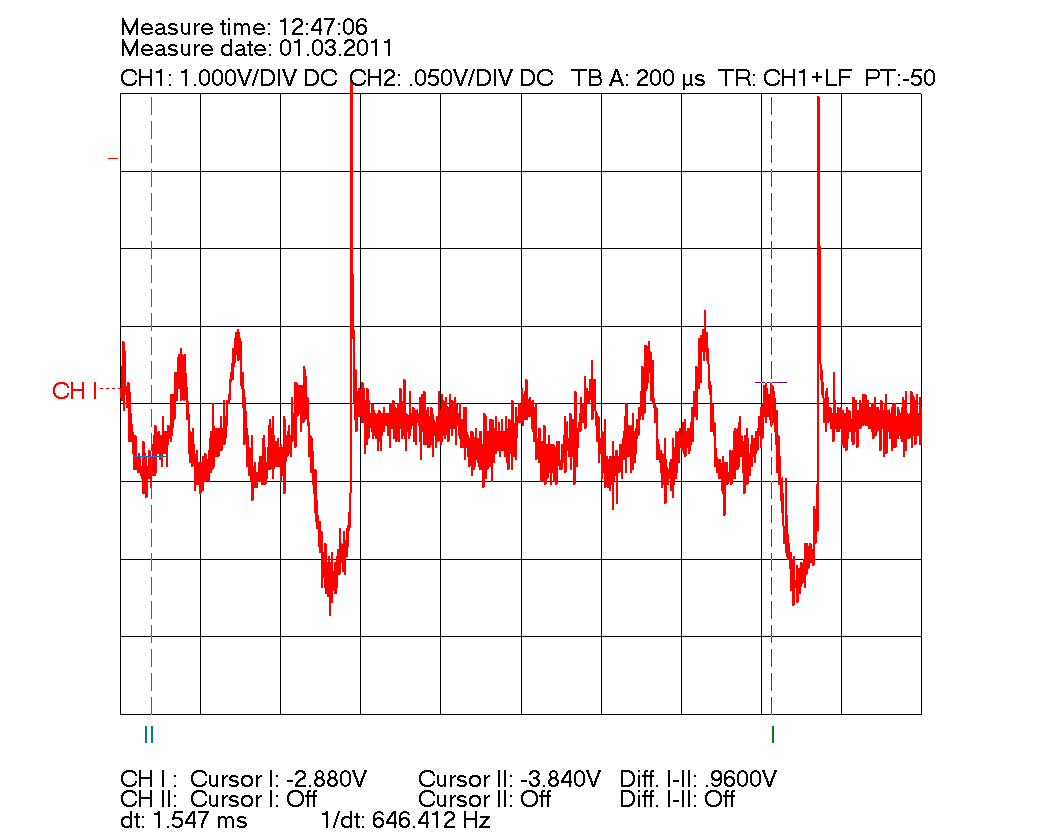 Measure time: 12:47:06
Measure date: 01.03.2011
CH1: 1.000V/DIV DC CH2: .050V/DIV DC TB A: 200 µs TR: CH1+LF PT:-50
CH I
II I
CH I : Cursor I: -2.880V Cursor II: -3.840V Diff. I-II: .9600V
CH II: Cursor I: Off Cursor II: Off Diff. I-II: Off
dt: 1.547 ms 1/dt: 646.412 Hz